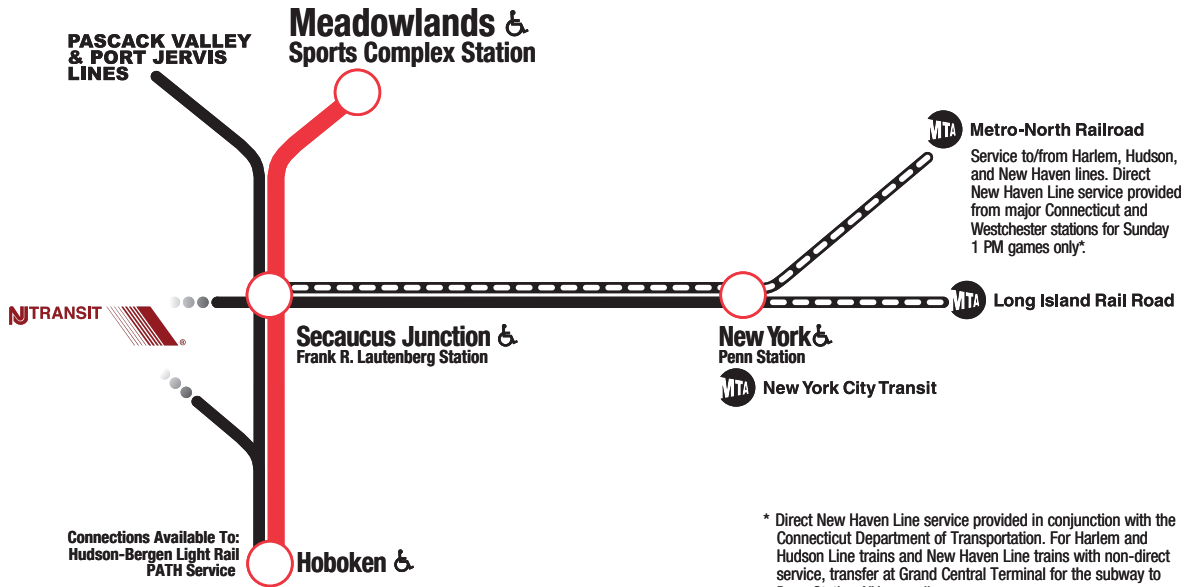 Meadowlands
Sports Complex Station
PASCACK VALLEY
& PORT JERVIS
LINES
MTA Metro-North Railroad
Service to/from Harlem, Hudson,
and New Haven lines. Direct
New Haven Line service provided
from major Connecticut and
Westchester stations for Sunday
1 PM games only*.
NJ TRANSIT ®
MTA Long Island Rail Road
Secaucus Junction
Frank R. Lautenberg Station
New York
Penn Station
MTA New York City Transit
Connections Available To:
Hudson-Bergen Light Rail
PATH Service
Hoboken
* Direct New Haven Line service provided in conjunction with the
Connecticut Department of Transportation. For Harlem and
Hudson Line trains and New Haven Line trains with non-direct
service, transfer at Grand Central Terminal for the subway to